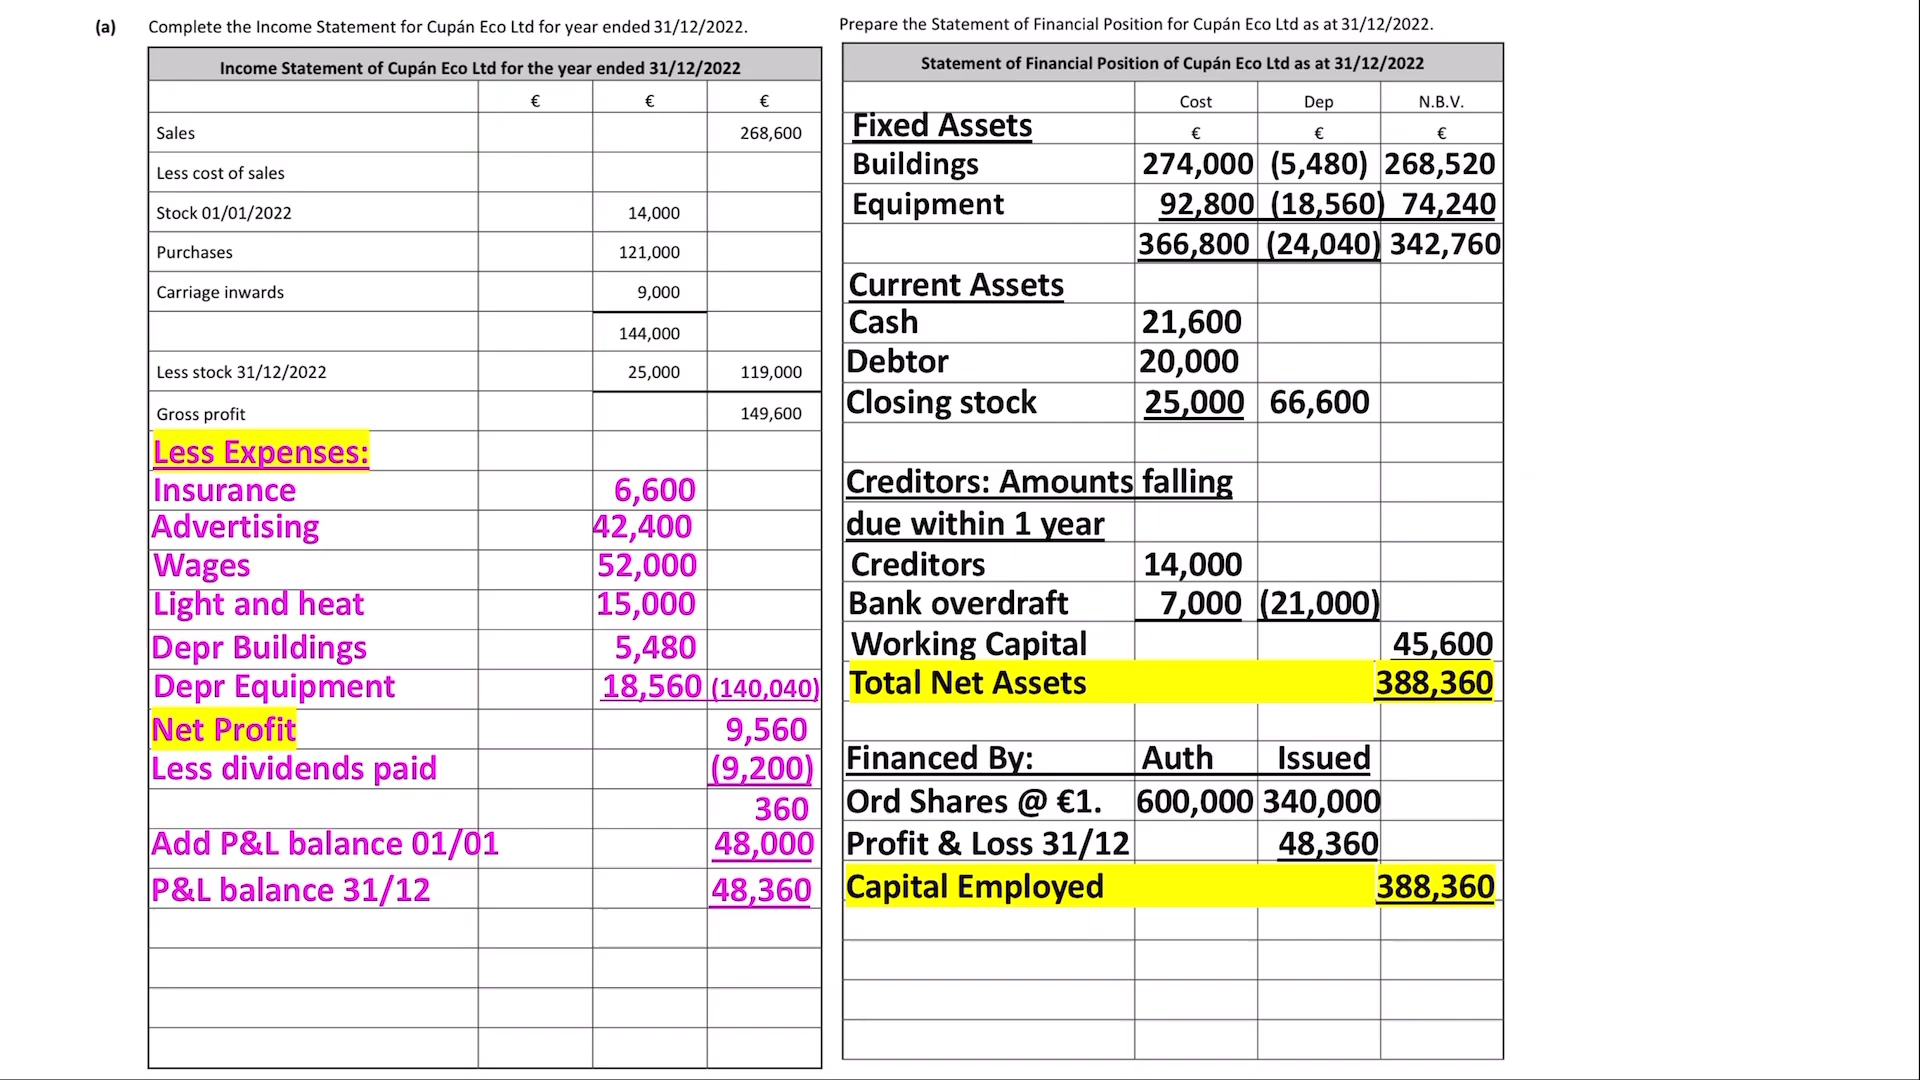 (a) Complete the Income Statement for Cupán Eco Ltd for year ended 31/12/2022.
Income Statement of Cupán Eco Ltd for the year ended 31/12/2022
€ € €
Sales 268,600
Less cost of sales
Stock 01/01/2022 14,000
Purchases 121,000
Carriage inwards 9,000
144,000
Less stock 31/12/2022 25,000 119,000
Gross profit 149,600
Less Expenses:
Insurance 6,600
Advertising 42,400
Wages 52,000
Light and heat 15,000
Depr Buildings 5,480
Depr Equipment 18,560 (140,040)
Net Profit 9,560
Less dividends paid (9,200)
360
Add P&L balance 01/01 48,000
P&L balance 31/12 48,360
Prepare the Statement of Financial Position for Cupán Eco Ltd as at 31/12/2022.
Statement of Financial Position of Cupán Eco Ltd as at 31/12/2022
Cost Dep N.B.V.
Fixed Assets € € €
Buildings 274,000 (5,480) 268,520
Equipment 92,800 (18,560) 74,240
366,800 (24,040) 342,760
Current Assets
Cash 21,600
Debtor 20,000
Closing stock 25,000 66,600
Creditors: Amounts falling
due within 1 year
Creditors 14,000
Bank overdraft 7,000 (21,000)
Working Capital 45,600
Total Net Assets 388,360
Financed By: Auth Issued
Ord Shares @ €1. 600,000 340,000
Profit & Loss 31/12 48,360
Capital Employed 388,360